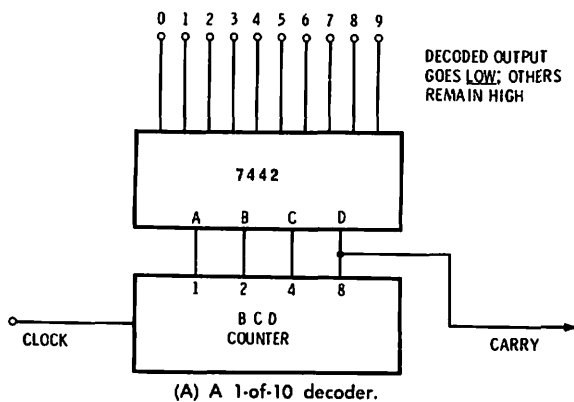 0 1 2 3 4 5 6 7 8 9
DECODED OUTPUT
GOES LOW; OTHERS
REMAIN HIGH
7442
A B C D
1 2 4 8
BCD
COUNTER
CLOCK
CARRY
(A) A 1-of-10 decoder.